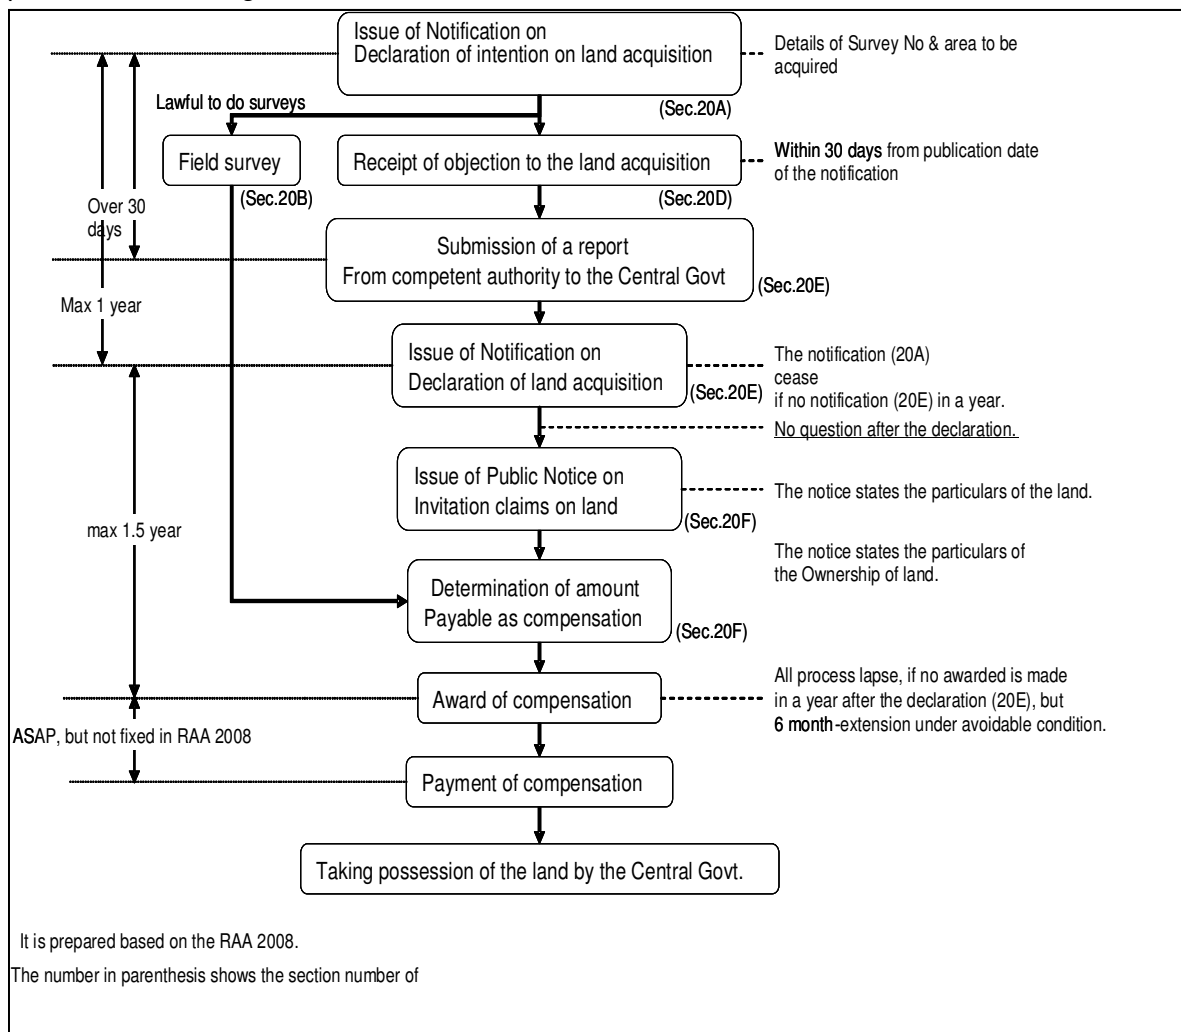 Issue of Notification on
Declaration of intention on land acquisition
Details of Survey No & area to be
acquired
(Sec.20A)
Lawful to do surveys
Field survey
(Sec.20B)
Receipt of objection to the land acquisition
(Sec.20D)
Within 30 days from publication date
of the notification
Over 30
days
Submission of a report
From competent authority to the Central Govt
(Sec.20E)
Max 1 year
Issue of Notification on
Declaration of land acquisition
(Sec.20E)
The notification (20A)
cease
if no notification (20E) in a year.
No question after the declaration.
Issue of Public Notice on
Invitation claims on land
(Sec.20F)
The notice states the particulars of the land.
max 1.5 year
The notice states the particulars of
the Ownership of land.
Determination of amount
Payable as compensation
(Sec.20F)
Award of compensation
All process lapse, if no awarded is made
in a year after the declaration (20E), but
6 month-extension under avoidable condition.
ASAP, but not fixed in RAA 2008
Payment of compensation
Taking possession of the land by the Central Govt.
It is prepared based on the RAA 2008.
The number in parenthesis shows the section number of